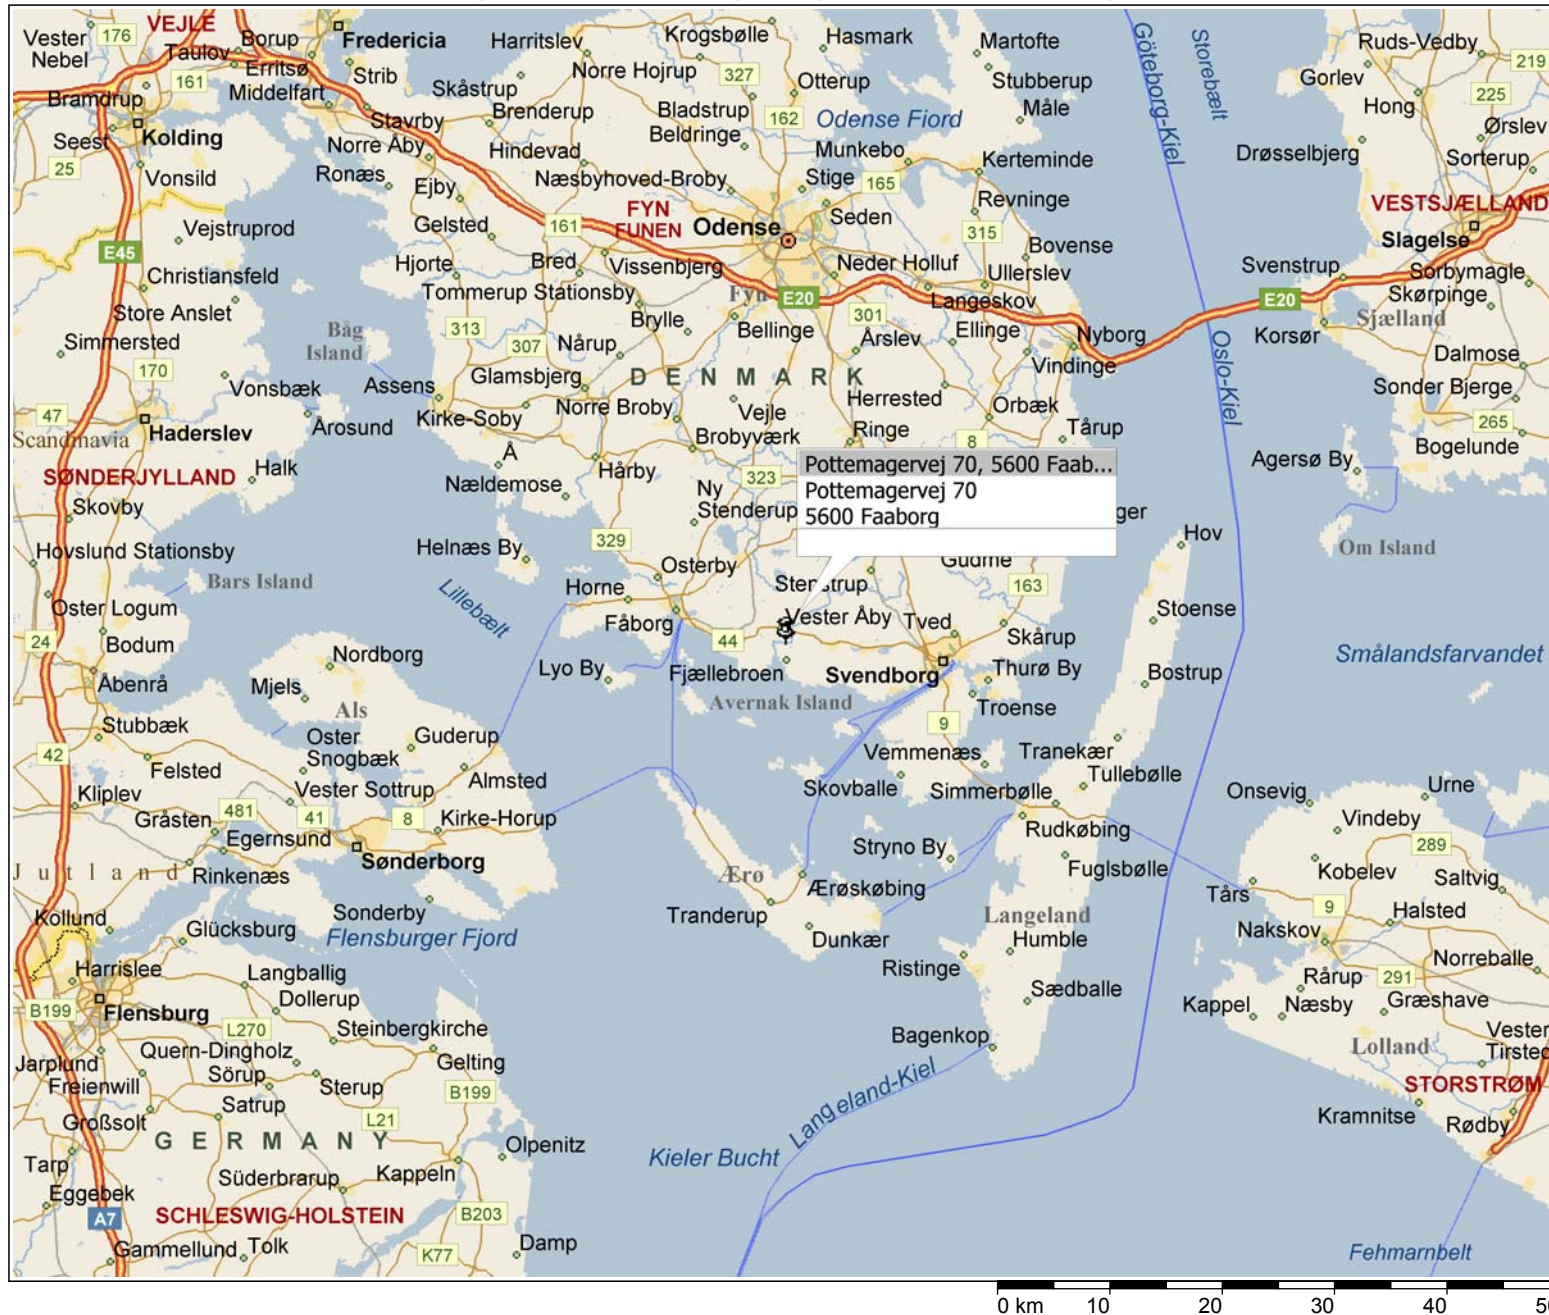 VEJLE
176
Vester
Nebel
Taulov
Borup
Fredericia
Erritsø
Strib
161
Middelfart
Bramdrup
Seest
Kolding
25
Vonsild
Stavrby
Norre Åby
Ronæs
Ejby
Harritslev
Krogsbølle
Hasmark
Norre Hojrup
327
Otterup
Skåstrup
Brenderup
Bladstrup
162
Beldringe
Odense Fiord
Hindevad
Munkebo
Næsbyhoved-Broby
Stige
165
Martofte
Stubberup
Måle
Kerteminde
Revninge
Göteborg-Kiel
Storebælt
Ruds-Vedby
219
Gorlev
Hong
225
Ørslev
Drøsselbjerg
Sorterup
VESTSJÆLLAND
Slagelse
Svenstrup
Sorbymagle
E20
Skørpinge
Korsør
Sjælland
Dalmose
Sonder Bjerge
265
Bogelunde
Agersø By
Om Island
Vejstruprod
E45
Christiansfeld
Store Anslet
Simmersted
170
Vonsbæk
47
Scandinavia
Haderslev
Årosund
SØNDERJYLLAND
Halk
Skovby
Hovslund Stationsby
Bars Island
Oster Logum
24
Bodum
Åbenrå
Stubbæk
42
Felsted
Kliplev
Gelsted
161
FYN
FUNEN
Odense
Seden
315
Bovense
Hjorte
Bred
Vissenbjerg
Neder Holluf
Ullerslev
Tommerup Stationsby
Fyn
E20
Langeskov
Båg
Island
313
Brylle
Bellinge
301
Ellinge
Nyborg
307
Nårup
Årslev
Vindinge
Assens
Glamsbjerg
DENMARK
Kirke-Soby
Norre Broby
Vejle
Herrested
Orbæk
Brobyværk
Ringe
8
Tårup
Å
Hårby
Nældemose
323
Ny
Stenderup
Pottemagervej 70, 5600 Faab...
Pottemagervej 70
5600 Faaborg
ger
Gudme
Oslo-Kiel
Hov
Helnæs By
329
Lillebælt
Horne
Osterby
Stenstrup
163
Fåborg
44
Vester Åby
Tved
Skårup
Stoense
Lyo By
Fjællebroen
Svendborg
Thurø By
Bostrup
Smålandsfarvandet
Avernak Island
Troense
9
Nordborg
Mjels
Als
Oster
Snogbæk
Guderup
Vester Sottrup
Almsted
Vemmenæs
Tranekær
Tullebølle
Skovballe
Simmerbølle
Rudkøbing
Onsevig
Urne
Vindeby
289
481
Gråsten
41
8
Kirke-Horup
Egernsund
Sønderborg
Jutland
Rinkenæs
Stryno By
Fuglsbølle
Kobelev
Saltvig
Tårs
Ærø
Ærøskøbing
Tranderup
Dunkær
Langeland
Humble
Ristinge
Sædballe
Bagenkop
9
Halsted
Nakskov
Norreballe
Rårup
291
Kappel
Næsby
Græshave
Vester
Tirsted
Lolland
STORSTRØM
Kramnitse
Rødby
Kollund
Sonderby
Glücksburg
Flensburger Fjord
Harrislee
Langballig
B199
Flensburg
Dollerup
L270
Steinbergkirche
Jarplund
Quern-Dingholz
Gelting
Freienwill
Sörup
Sterup
B199
Großsolt
Satrup
L21
GERMANY
Olpenitz
Tarp
Süderbrarup
Kappeln
Eggebek
A7
SCHLESWIG-HOLSTEIN
B203
Gammellund
Tolk
K77
Damp
Langeland-Kiel
Kieler Bucht
Fehmarnbelt
0 km 10 20 30 40